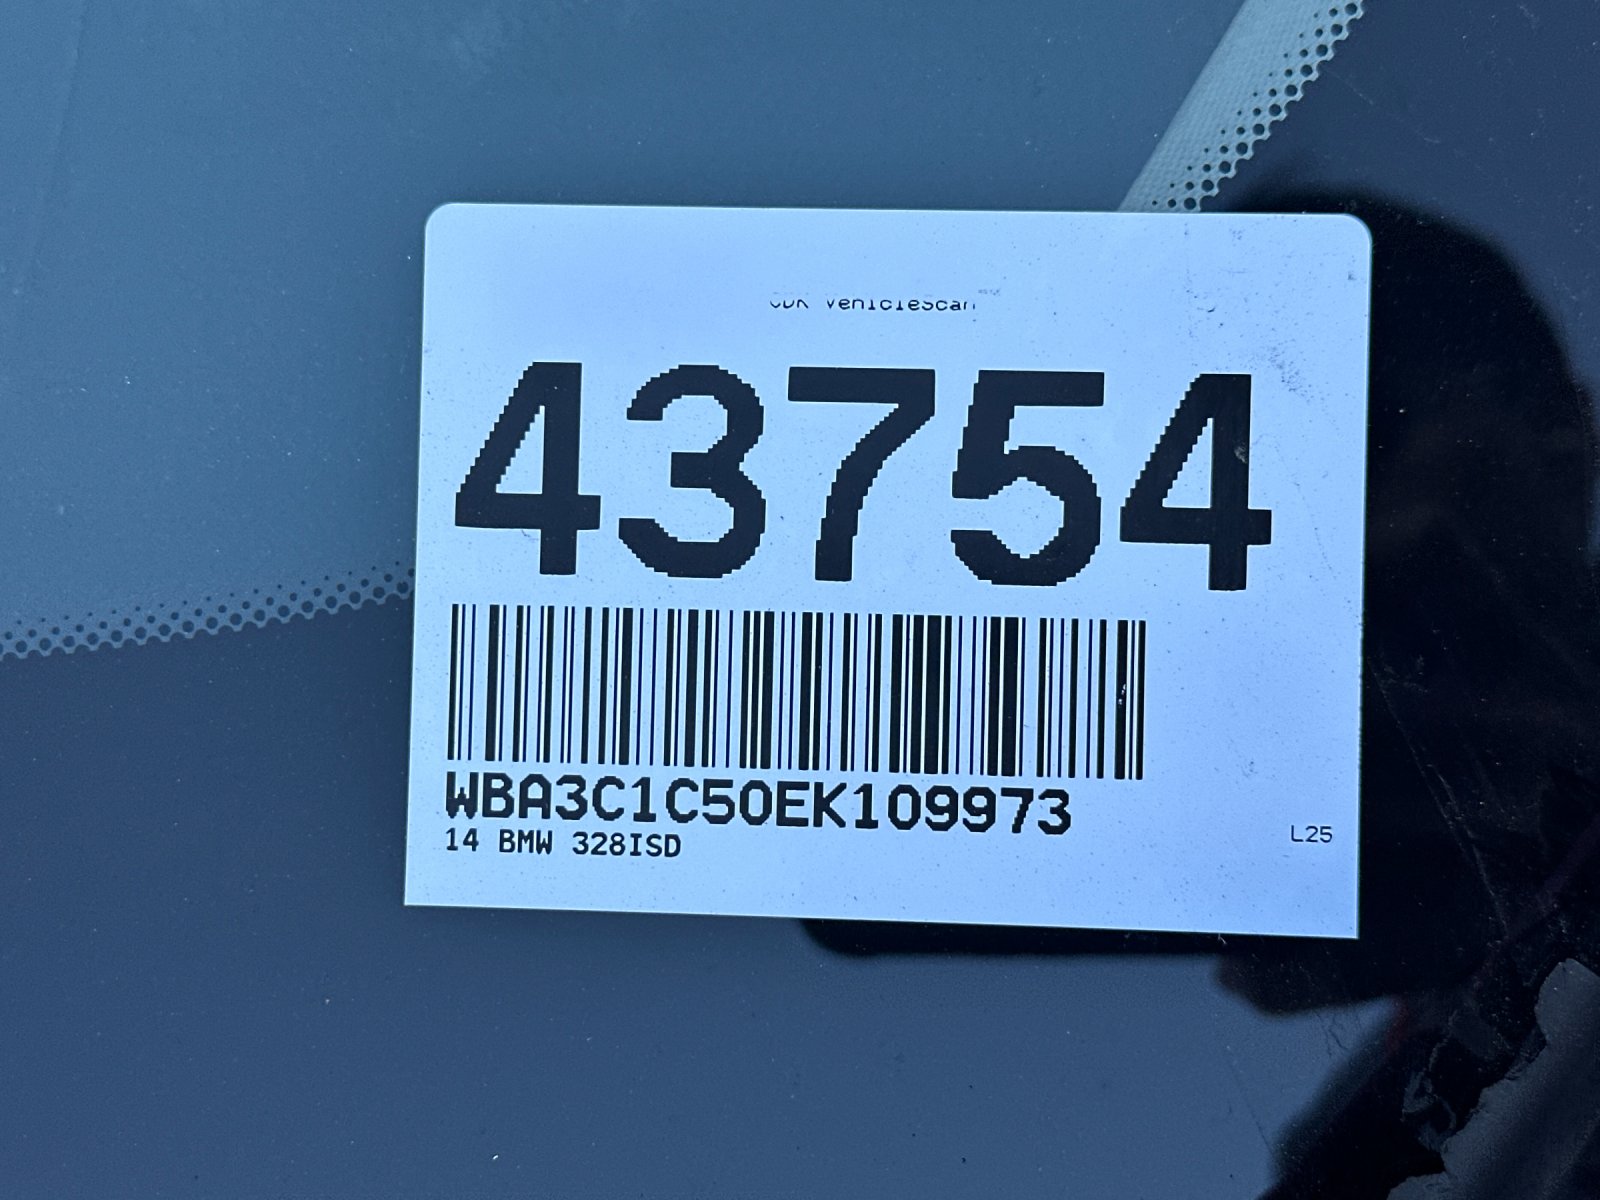 CDK VehicleScan
43754
WBA3C1C50EK109973
14 BMW 328ISD
L25